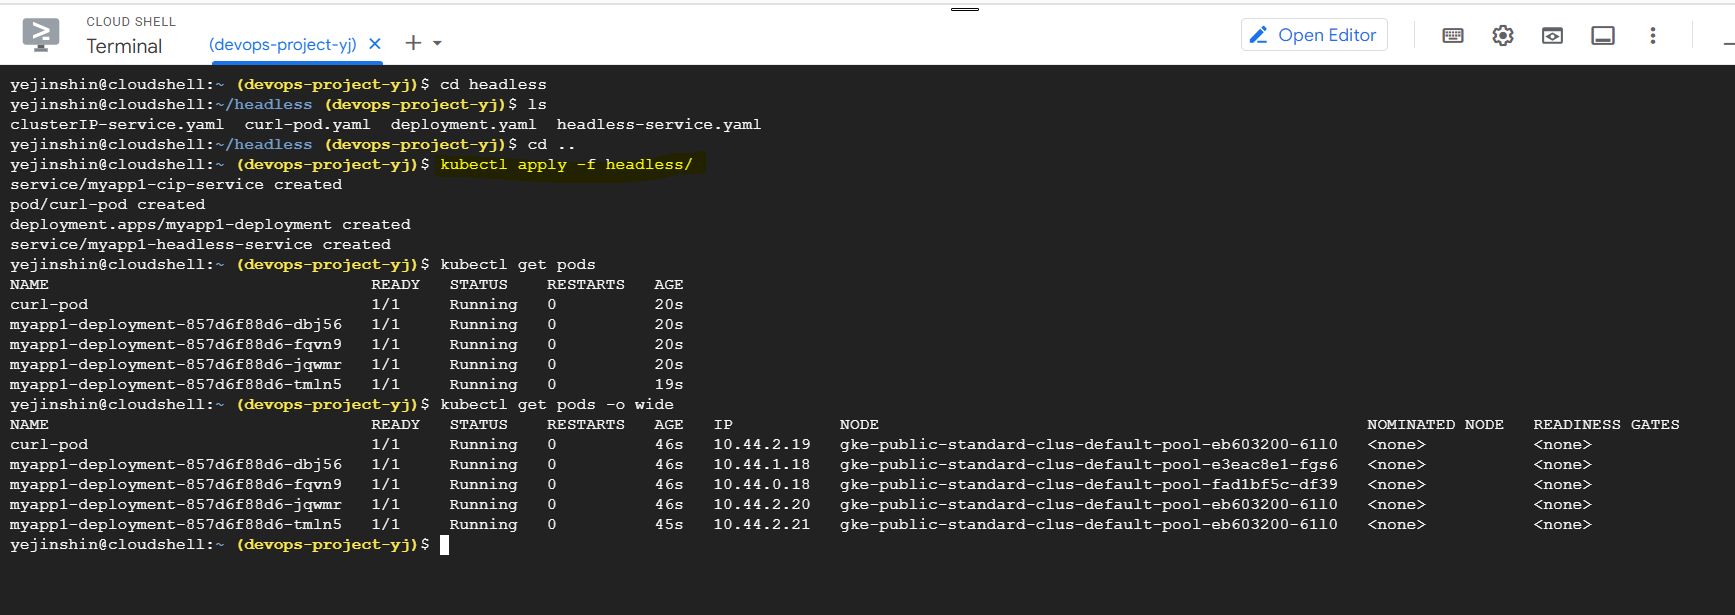 CLOUD SHELL
Terminal
(devops-project-yj)
Open Editor
yejinshin@cloudshell:~ (devops-project-yj)$ cd headless
yejinshin@cloudshell:~/headless (devops-project-yj)$ ls
clusterIP-service.yaml  curl-pod.yaml  deployment.yaml  headless-service.yaml
yejinshin@cloudshell:~/headless (devops-project-yj)$ cd ..
yejinshin@cloudshell:~ (devops-project-yj)$ kubectl apply -f headless/
service/myapp1-cip-service created
pod/curl-pod created
deployment.apps/myapp1-deployment created
service/myapp1-headless-service created
yejinshin@cloudshell:~ (devops-project-yj)$ kubectl get pods
NAME                                 READY   STATUS    RESTARTS   AGE
curl-pod                             1/1     Running   0          20s
myapp1-deployment-857d6f88d6-dbj56   1/1     Running   0          20s
myapp1-deployment-857d6f88d6-fqvn9   1/1     Running   0          20s
myapp1-deployment-857d6f88d6-jqwmr   1/1     Running   0          20s
myapp1-deployment-857d6f88d6-tmln5   1/1     Running   0          19s
yejinshin@cloudshell:~ (devops-project-yj)$ kubectl get pods -o wide
NAME                                 READY   STATUS    RESTARTS   AGE   IP           NODE                                                  NOMINATED NODE   READINESS GATES
curl-pod                             1/1     Running   0          46s   10.44.2.19   gke-public-standard-clus-default-pool-eb603200-61l0   <none>           <none>
myapp1-deployment-857d6f88d6-dbj56   1/1     Running   0          46s   10.44.1.18   gke-public-standard-clus-default-pool-e3eac8e1-fgs6   <none>           <none>
myapp1-deployment-857d6f88d6-fqvn9   1/1     Running   0          46s   10.44.0.18   gke-public-standard-clus-default-pool-fad1bf5c-df39   <none>           <none>
myapp1-deployment-857d6f88d6-jqwmr   1/1     Running   0          46s   10.44.2.20   gke-public-standard-clus-default-pool-eb603200-61l0   <none>           <none>
myapp1-deployment-857d6f88d6-tmln5   1/1     Running   0          45s   10.44.2.21   gke-public-standard-clus-default-pool-eb603200-61l0   <none>           <none>
yejinshin@cloudshell:~ (devops-project-yj)$